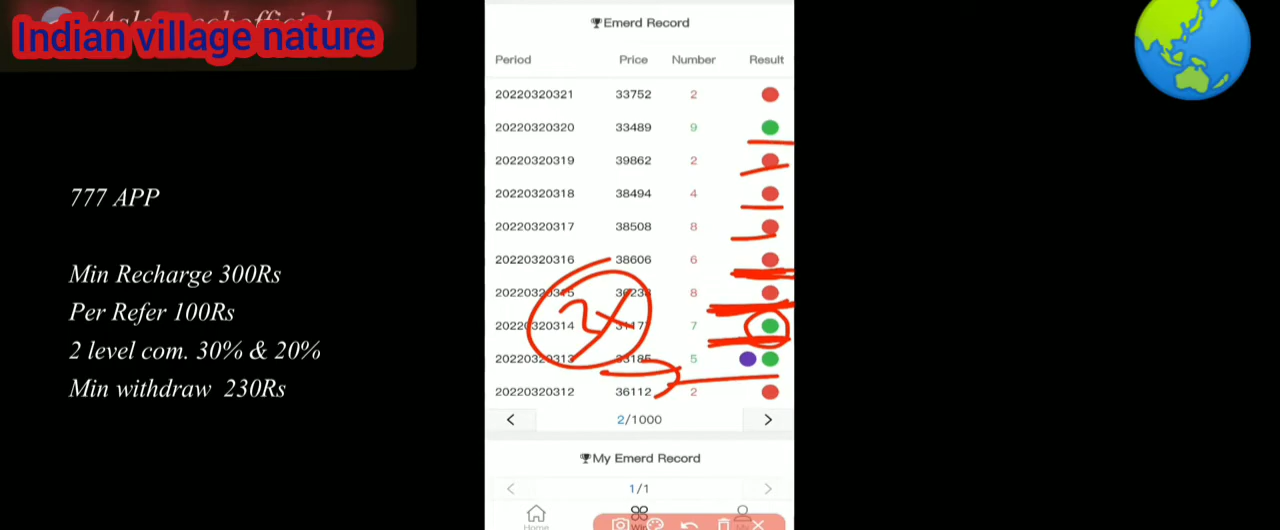 Indian village nature
777 APP
Min Recharge 300Rs
Per Refer 100Rs
2 level com. 30% & 20%
Min withdraw 230Rs
Emerd Record
Period Price Number Result
20220320321 33752 2
20220320320 33489 9
20220320319 39862 2
20220320318 38494 4
20220320317 38508 8
20220320316 38606 6
8
20220320314 7
20220320313 33185 5
20220320312 36112 2
2/1000
My Emerd Record
1/1
Home Win